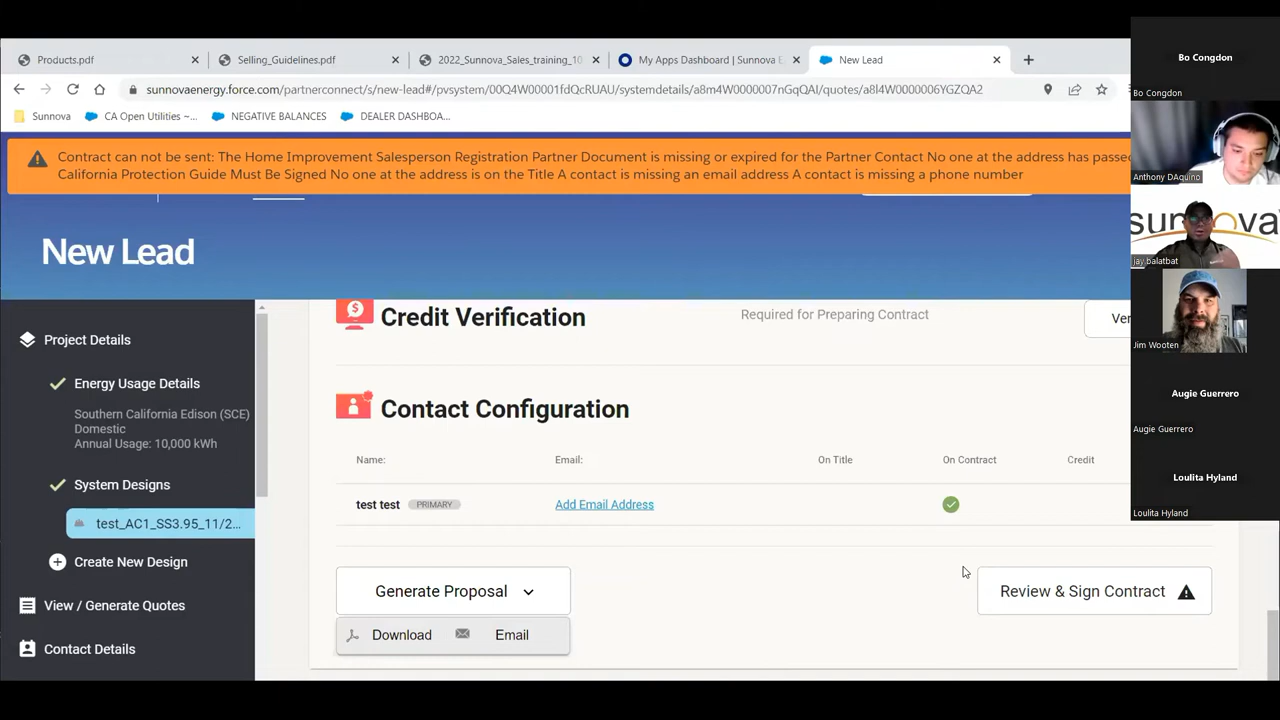 Products.pdf
Selling_Guidelines.pdf
2022_Sunnova_Sales_training_10
My Apps Dashboard | Sunnova E
New Lead
sunnovaenergy.force.com/partnerconnect/s/new-lead#/pvsystem/00Q4W00001fdQcRUAU/systemdetails/a8m4W0000007nGqQAI/quotes/a8l4W0000006YGZQA2
Sunnova
CA Open Utilities ~...
NEGATIVE BALANCES
DEALER DASHBOA...
Contract can not be sent: The Home Improvement Salesperson Registration Partner Document is missing or expired for the Partner Contact No one at the address has passed
California Protection Guide Must Be Signed No one at the address is on the Title A contact is missing an email address A contact is missing a phone number
New Lead
Project Details
Energy Usage Details
Southern California Edison (SCE)
Domestic
Annual Usage: 10,000 kWh
System Designs
test_AC1_SS3.95_11/2...
Create New Design
View / Generate Quotes
Contact Details
Credit Verification
Required for Preparing Contract
Ver
Contact Configuration
Name:
Email:
On Title
On Contract
Credit
test test
PRIMARY
Add Email Address
Generate Proposal
Review & Sign Contract
Download
Email
Bo Congdon
Bo Congdon
Anthony DAquino
sunnova
jay balatbat
Jim Wooten
Augie Guerrero
Augie Guerrero
Loulita Hyland
Loulita Hyland